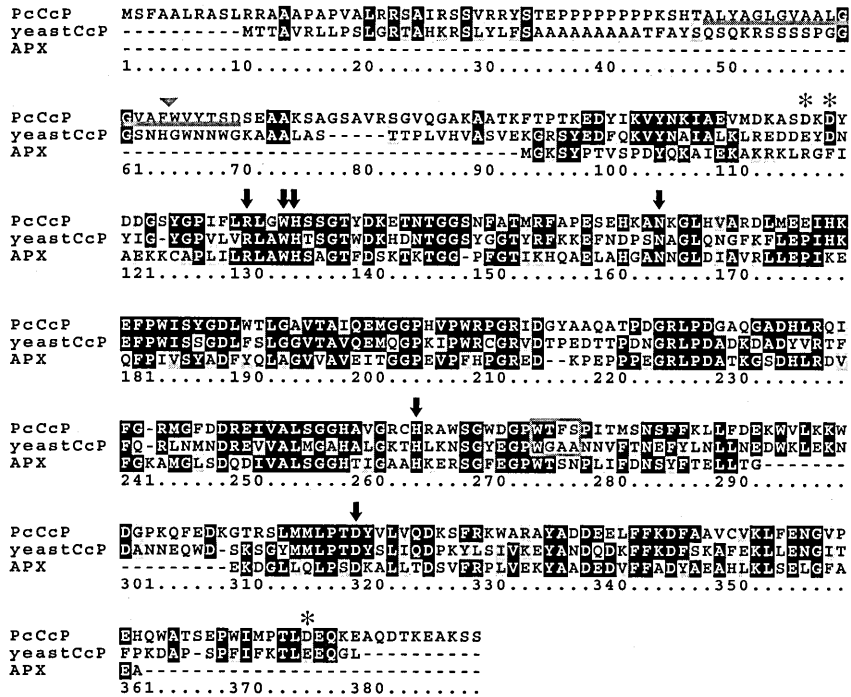 PcCcP MSFAALRASLRRAAAPAPVALRRSAIRSSVRRYSTEPPPPPPPPKSHTALYAGLGVAALG
yeastCcP ----------MTTAVRLLPSLGRTAHKRSLYLFSAAAAAAAAATFAYSQSQKRSSSSPGG
APX ------------------------------------------------------------
1........10........20........30........40........50.........
* *
PcCcP GVAFWVYTSDSEAAKSAGSAVRSGVQGAKAATKFTPTKEDYIKVYNKIAEVMDKASDKDY
yeastCcP GSNHGWNNWGKAAALAS-----TTPLVHVASVEKGRSYEDFQKVYNAIALKLREDDEYDN
APX ----------------------------------MGKSYPTVSPDYQKAIEKAKRKLRGFI
61.......70........80........90........100.......110........
PcCcP DDGSYGPIFLRLGWHSSGTYDKETNTGGSNFATMRFAPESEHKANKGLHVARDLMEEIHK
yeastCcP YIG-YGPVLVRLAWHTSGTWDKHDNTGGSYGGTYRFKKEFNDPSNAGLQNGFKFLEPIHK
APX AEKKCAPLILRLAWHSAGTFDSKTKTGG-PFGTIKHQAELAHGANNGLDIAVRLLEPIKE
121......130.......140.......150.......160.......170........
PcCcP EFPWISYGDLWTLGAVTAIQEMGGPHVPWRPGRIDGYAAQATPDGRLPDGAQGADHLRQI
yeastCcP EFPWISSGDLFSLGGVTAVQEMQGPKIPWRCGRVDTPEDTTPDNGRLPDADKDADYVRTF
APX QFPIVSYADFYQLAGVVAVEITGGPEVPFHPGRED--KPEPPPEGRLPDATKGSDHLRDV
181......190.......200.......210.......220.......230........
PcCcP FG-RMGFDDREIVALSGGHAVGRCHRAWSGWDGPWTFSPITMSNSFFKLLFDEKWVLKKW
yeastCcP FQ-RLNMNDREVVALMGAHALGKTHLKNSGYEGPWGAANNVFTNEFYLNLLNEDWKLEKN
APX FGKAMGLSDQDIVALSGGHTIGAAHKERSGFEGPWTSNPLIFDNSYFTELLTG-------
241......250.......260.......270.......280.......290........
PcCcP DGPKQFEDKGTRSLMMLPTDYVLVQDKSFRKWARAYADDEELFFKDFAAVCVKLFENGVP
yeastCcP DANNEQWD-SKSGYMMLPTDYSLIQDPKYLSIVKEYANDQDKFFKDFSKAFEKLLENGIT
APX ---------EKDGLLQLPSDKALLTDSVFRPLVEKYAADEDVFFADYAEAHLKLSELGFA
301......310.......320.......330.......340.......350........
*
PcCcP EHQWATSEPWIMPTLDEQKEAQDTKEAKSS
yeastCcP FPKDAP-SPFIFKTLEEQGL----------
APX EA----------------------------
361......370.......380........